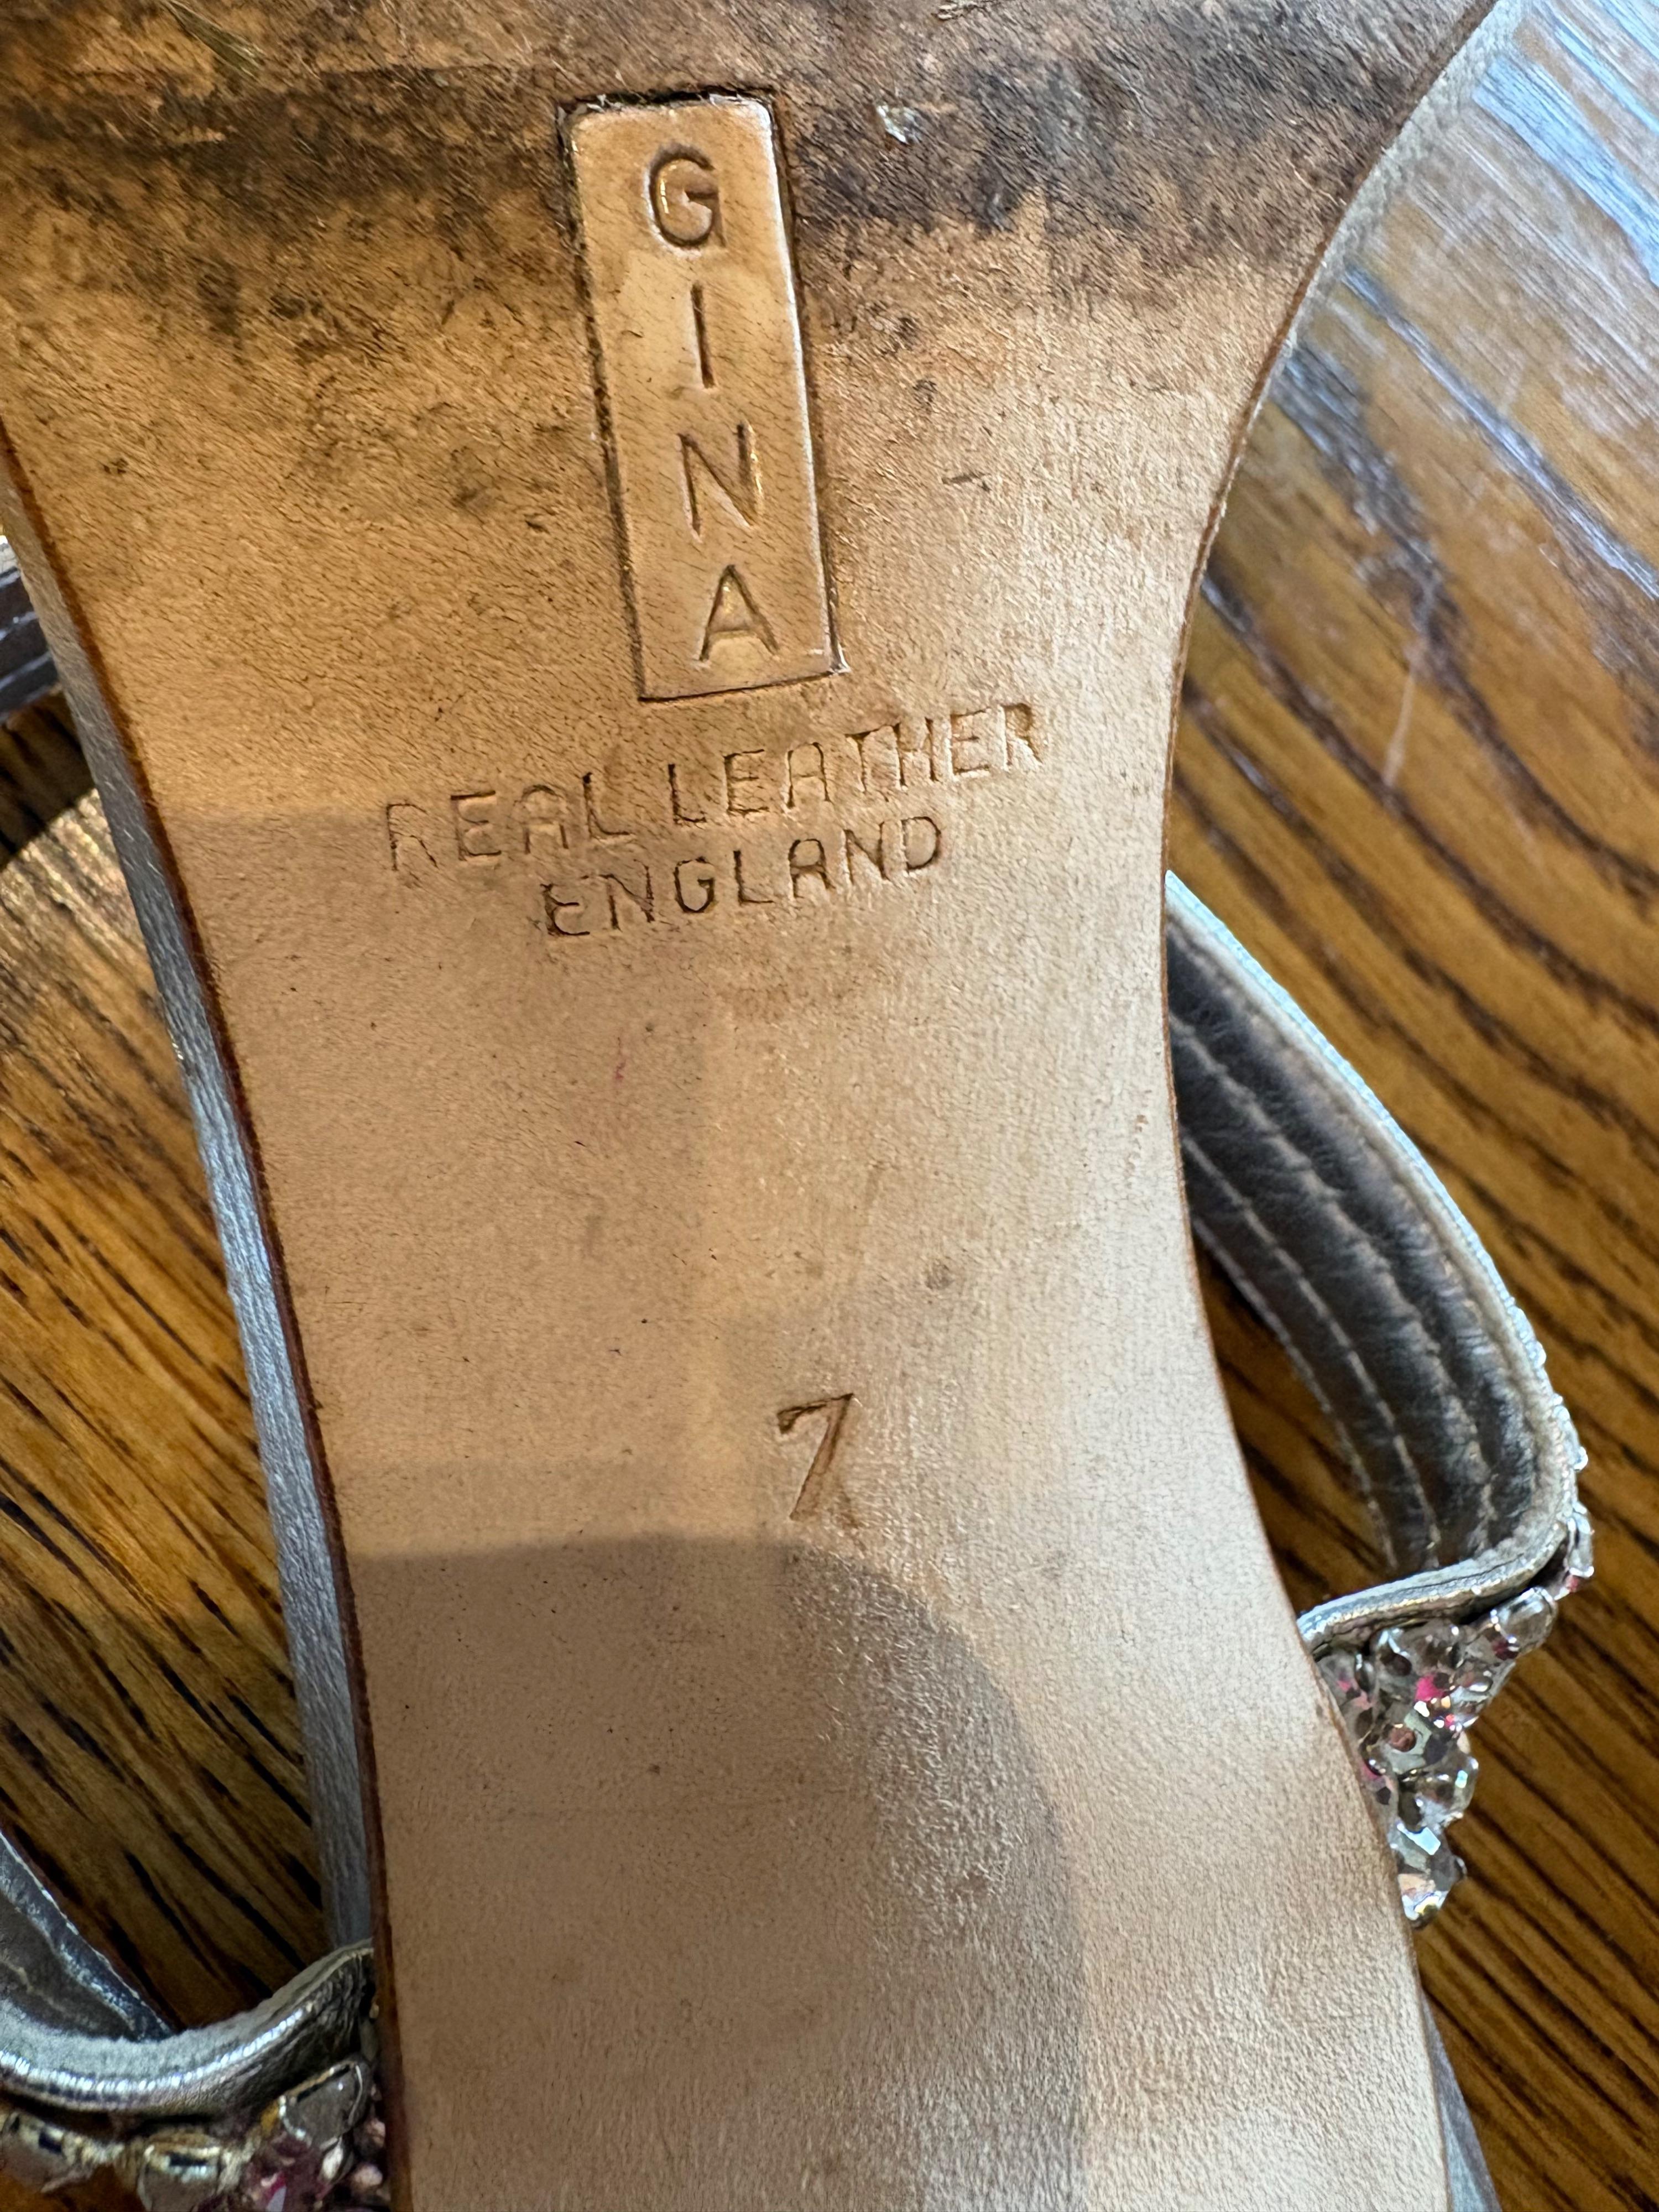 GINA
REAL LEATHER
ENGLAND
7